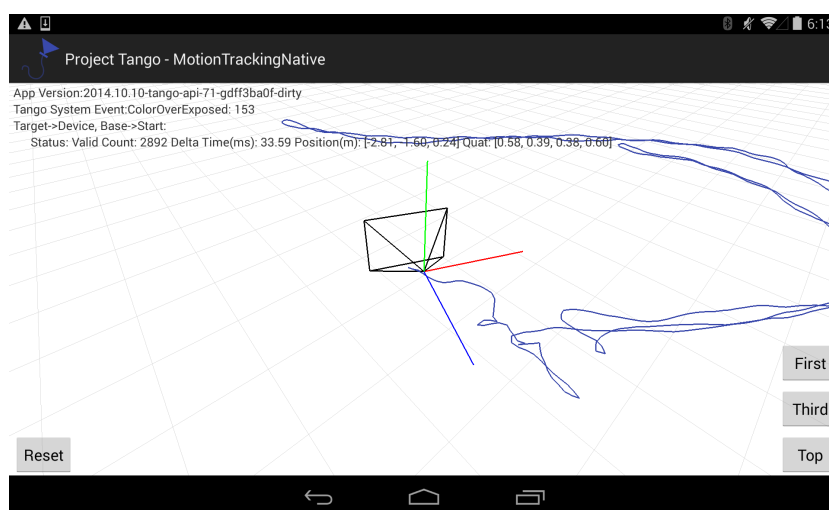 6:13
Project Tango - MotionTrackingNative
App Version:2014.10.10-tango-api-71-gdff3ba0f-dirty
Tango System Event:ColorOverExposed: 153
Target->Device, Base->Start:
Status: Valid Count: 2892 Delta Time(ms): 33.59 Position(m): [-2.81, -1.60, 0.24] Quat: [0.58, 0.39, 0.38, 0.60]
First
Third
Reset
Top